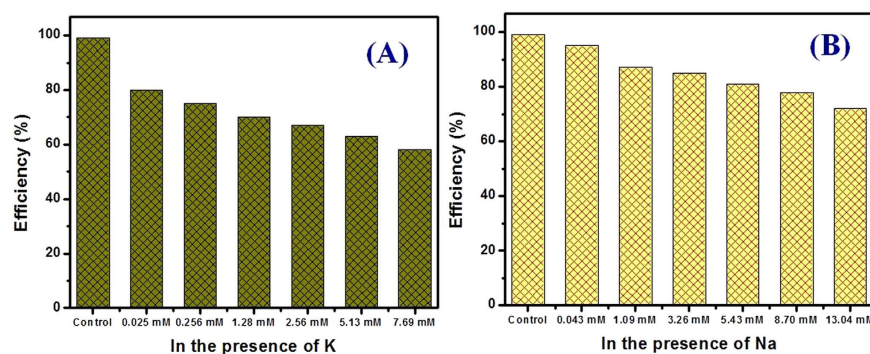 (A)
Efficiency (%)
100
80
60
40
20
0
Control 0.025 mM 0.256 mM 1.28 mM 2.56 mM 5.13 mM 7.69 mM
In the presence of K
(B)
Efficiency (%)
100
80
60
40
20
0
Control 0.043 mM 1.09 mM 3.26 mM 5.43 mM 8.70 mM 13.04 mM
In the presence of Na